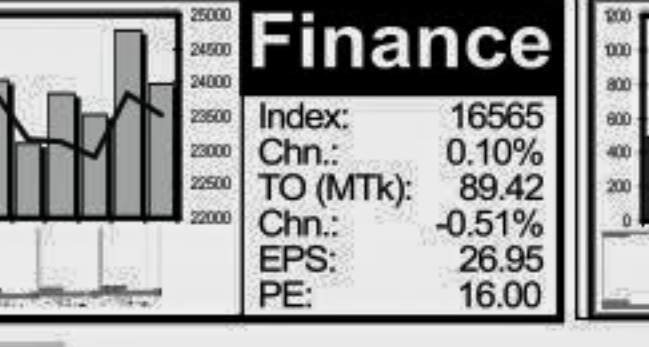 25000
24500
24000
23500
23000
22500
22000
Finance
Index: 16565
Chn.: 0.10%
TO (MTk): 89.42
Chn.: -0.51%
EPS: 26.95
PE: 16.00
1200
1000
800
600
400
200
0